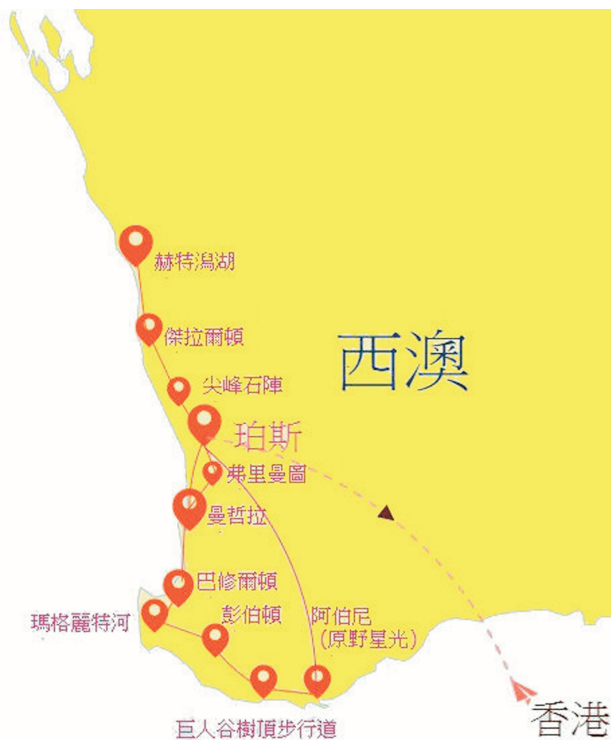 赫特潟湖
傑拉爾頓
西澳
尖峰石陣
珀斯
弗里曼圖
曼哲拉
巴修爾頓
瑪格麗特河
彭伯頓
阿伯尼
(原野星光)
巨人谷樹頂步行道
香港